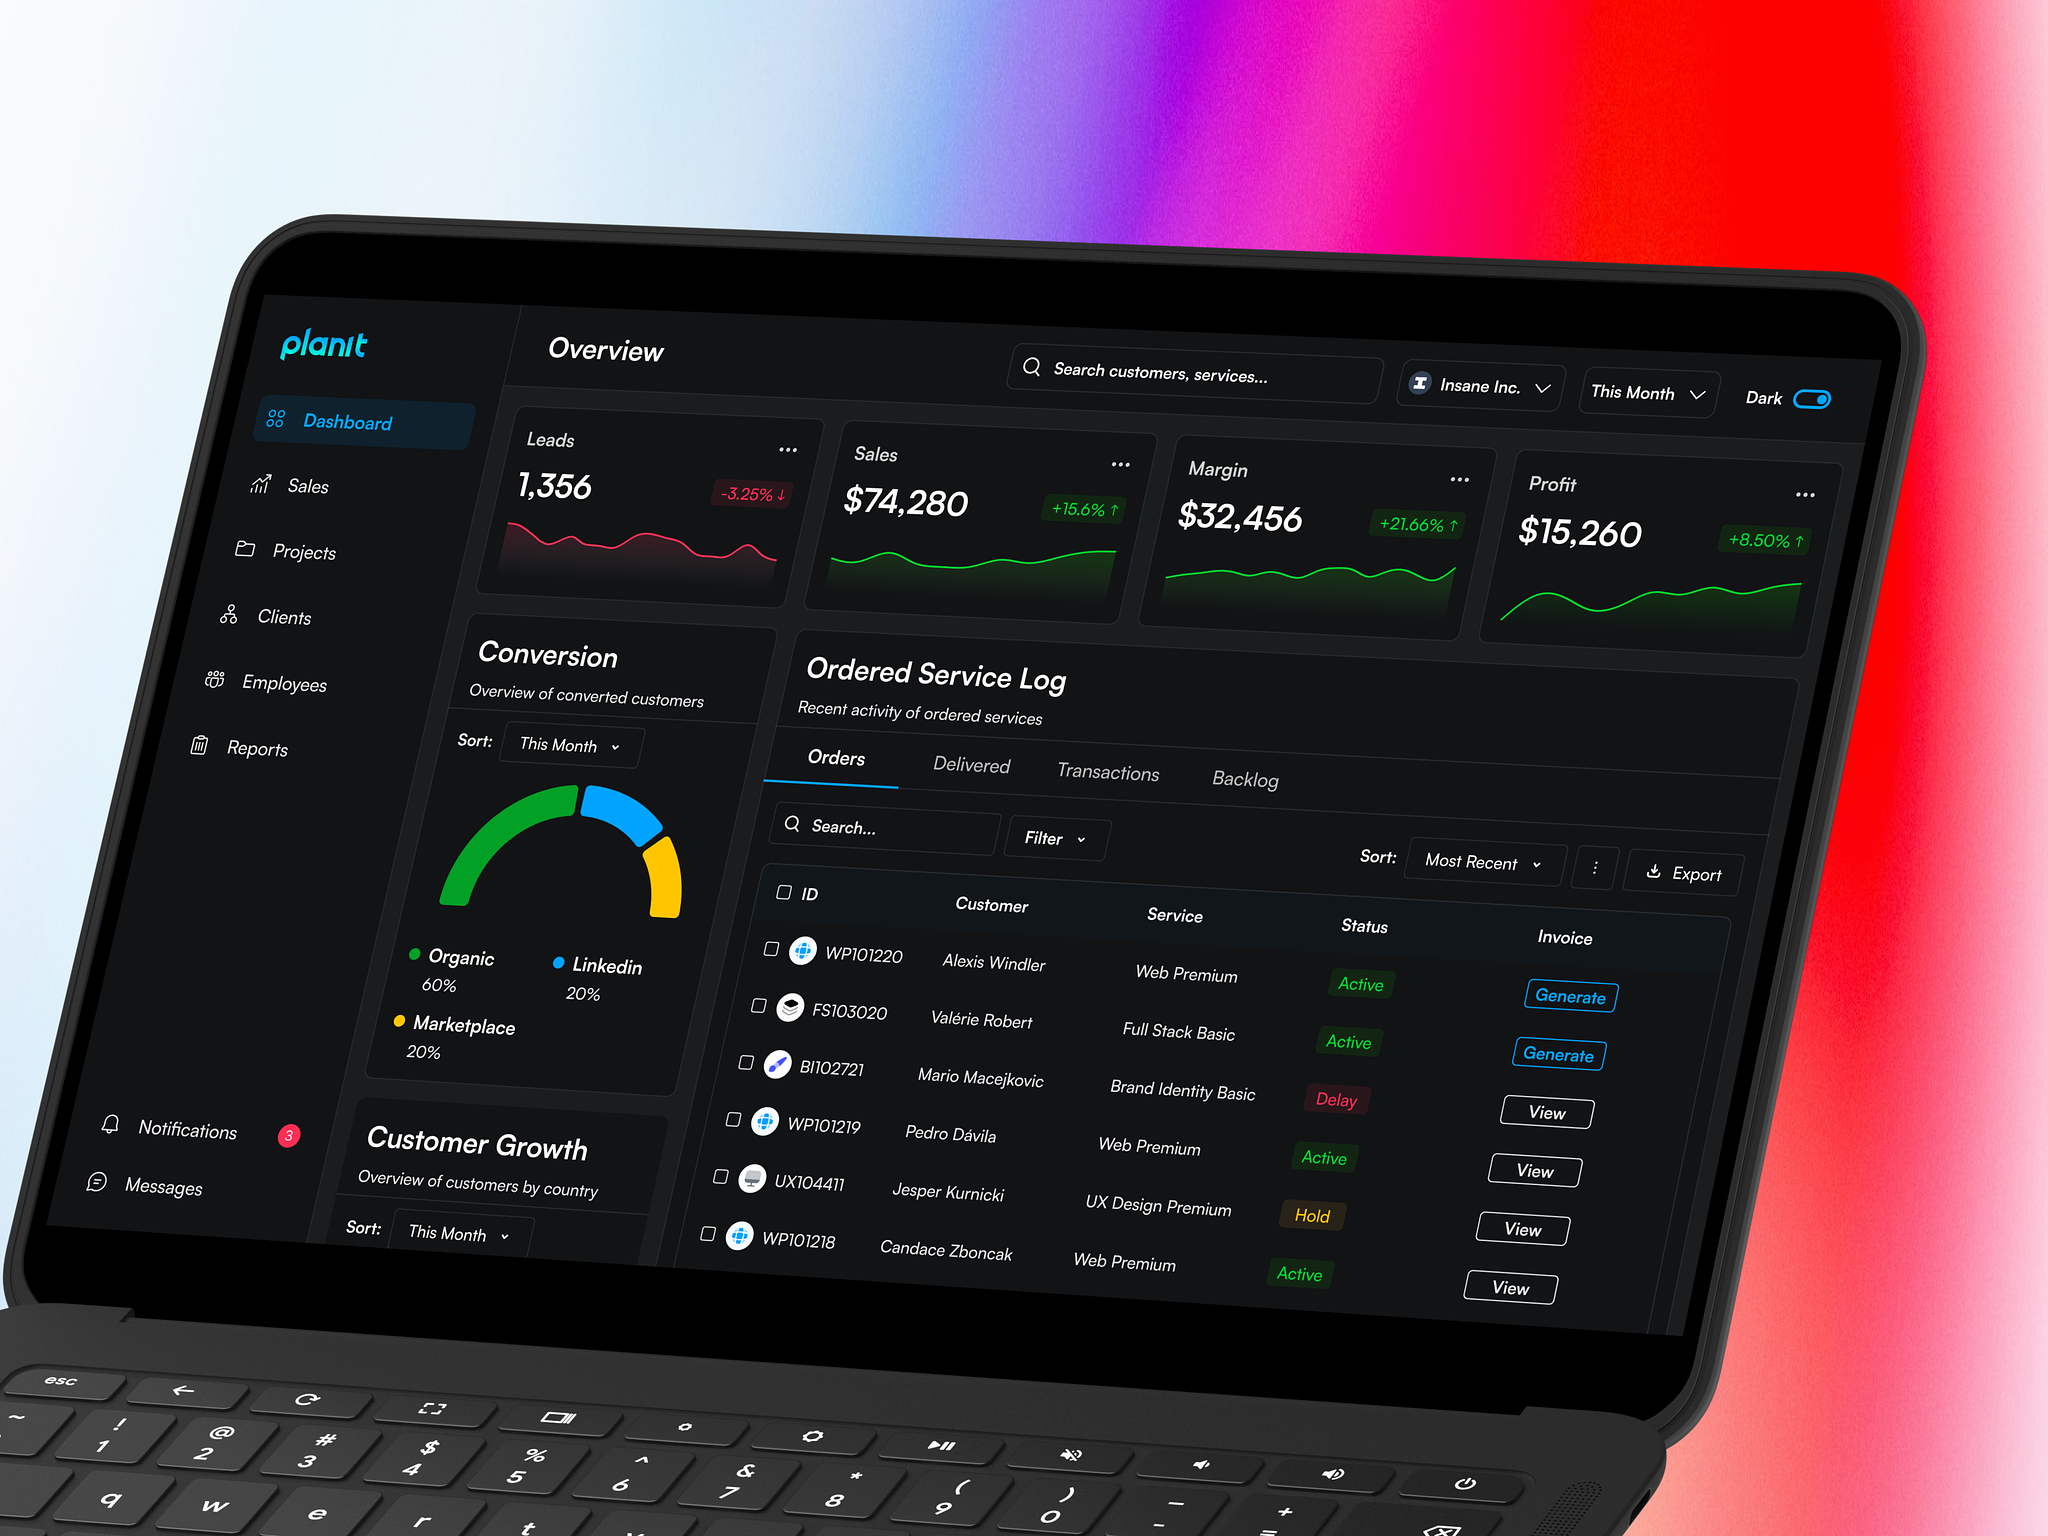 planit
Overview
Search customers, services...
Insane Inc.
This Month
Dark
Dashboard
Sales
Projects
Clients
Employees
Reports
Notifications
3
Messages
Leads
1,356
-3.25% ↓
Sales
$74,280
+15.6% ↑
Margin
$32,456
+21.66% ↑
Profit
$15,260
+8.50% ↑
Conversion
Overview of converted customers
Sort: This Month
Organic
60%
Linkedin
20%
Marketplace
20%
Customer Growth
Overview of customers by country
Sort: This Month
Ordered Service Log
Recent activity of ordered services
Orders Delivered Transactions Backlog
Search... Filter
Sort: Most Recent Export
ID Customer Service Status Invoice
WP101220 Alexis Windler Web Premium Active Generate
FS103020 Valérie Robert Full Stack Basic Active Generate
BI102721 Mario Macejkovic Brand Identity Basic Delay View
WP101219 Pedro Dávila Web Premium Active View
UX104411 Jesper Kurnicki UX Design Premium Hold View
WP101218 Candace Zboncak Web Premium Active View
esc
~ ! @ # $ % ^ & * ( ) – +
1 2 3 4 5 6 7 8 9 0 - =
q w e r t